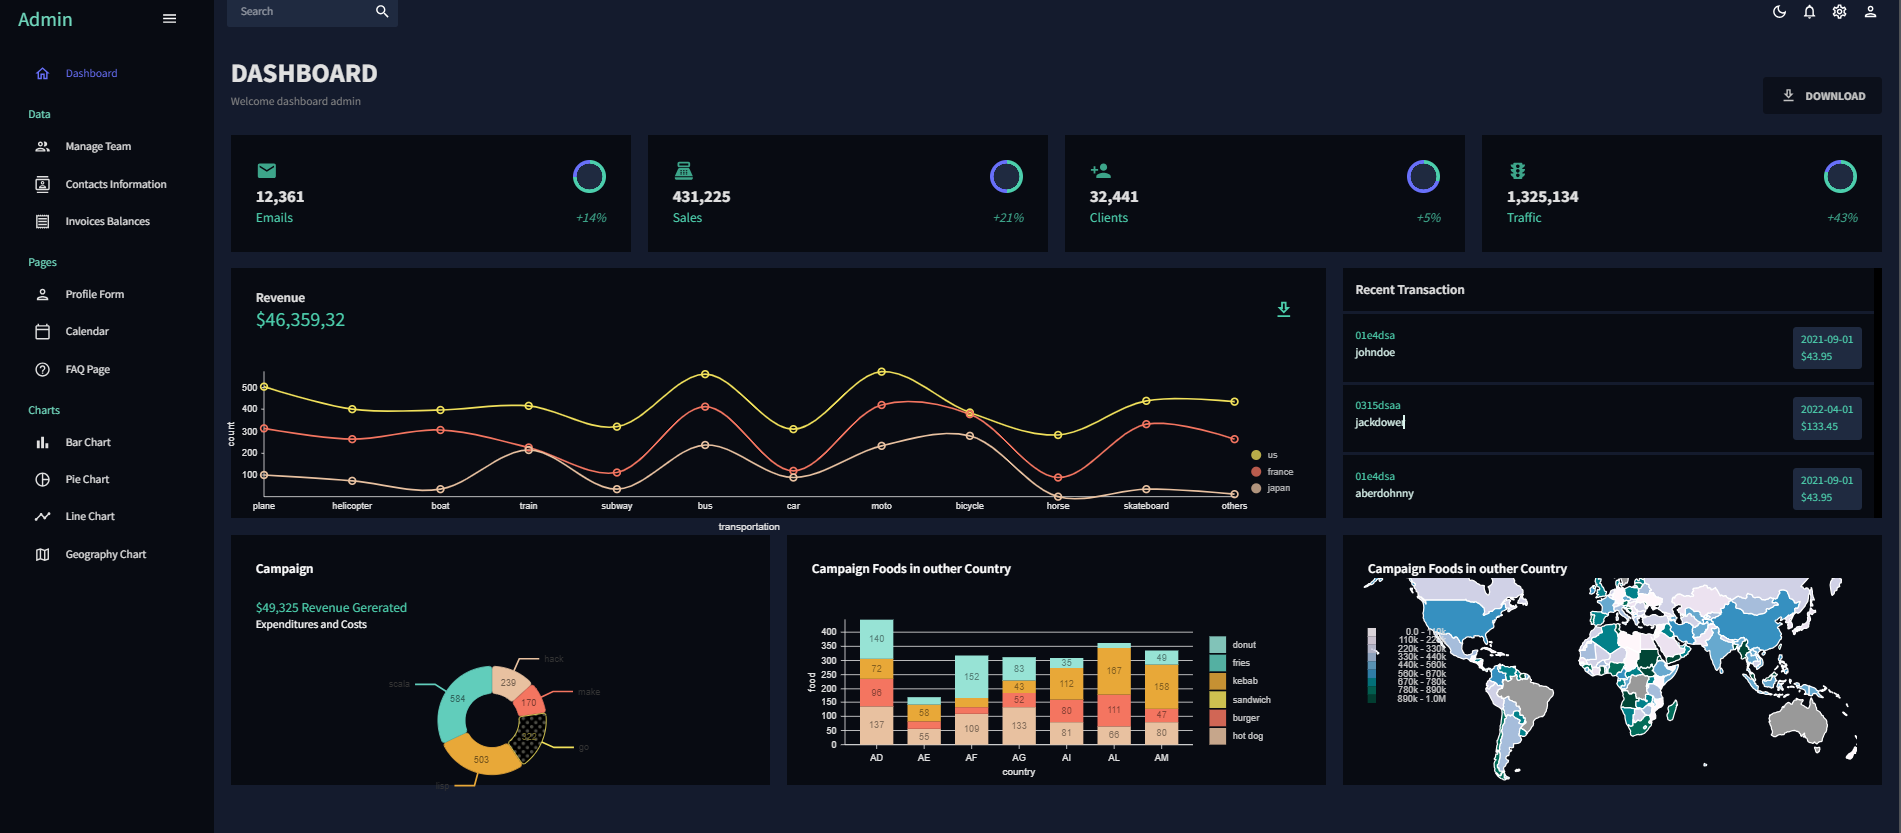 Admin
Search
Dashboard
Data
Manage Team
Contacts Information
Invoices Balances
Pages
Profile Form
Calendar
FAQ Page
Charts
Bar Chart
Pie Chart
Line Chart
Geography Chart
DASHBOARD
Welcome dashboard admin
DOWNLOAD
12,361
Emails
+14%
431,225
Sales
+21%
32,441
Clients
+5%
1,325,134
Traffic
+43%
Revenue
$46,359,32
500
400
300
200
100
count
plane helicopter boat train subway bus car moto bicycle horse skateboard others
transportation
us
france
japan
Recent Transaction
01e4dsa
johndoe
2021-09-01
$43.95
0315dsaa
jackdower
2022-04-01
$133.45
01e4dsa
aberdohnny
2021-09-01
$43.95
Campaign
$49,325 Revenue Gererated
Expenditures and Costs
hack
239
make
170
go
lisp
503
scala
584
Campaign Foods in outher Country
400
350
300
250
200
150
100
50
0
food
140
72
96
137
58
55
152
109
83
43
52
133
35
112
80
81
167
111
66
49
158
47
80
AD AE AF AG AI AL AM
country
donut
fries
kebab
sandwich
burger
hot dog
Campaign Foods in outher Country
0.0 - 110k
110k - 220k
220k - 330k
330k - 440k
440k - 560k
560k - 670k
670k - 780k
780k - 890k
890k - 1.0M